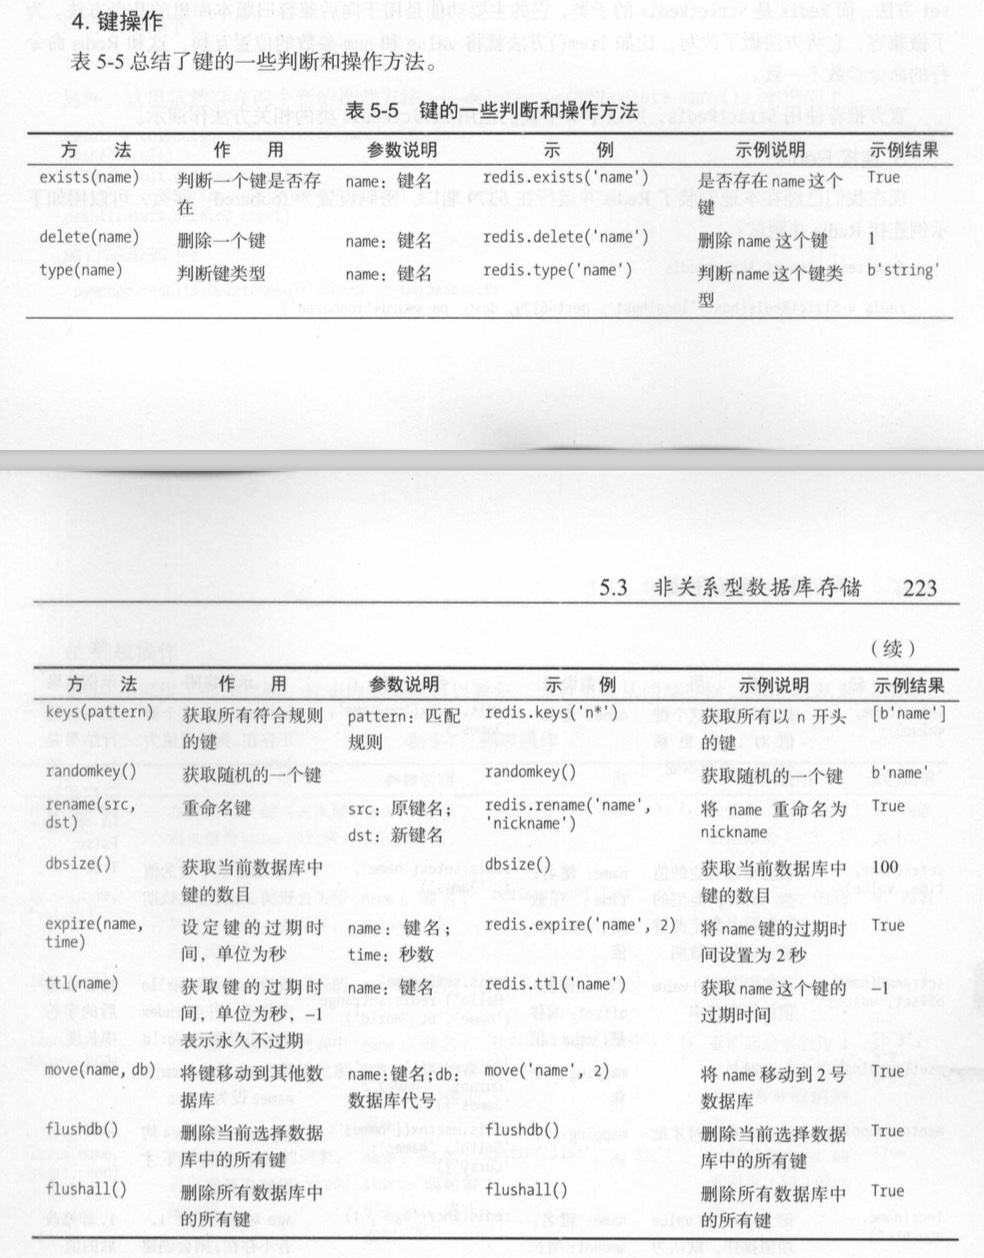 4. 键操作
表 5-5 总结了键的一些判断和操作方法。
表 5-5 键的一些判断和操作方法
方 法 作 用 参数说明 示 例 示例说明 示例结果
exists(name) 判断一个键是否存 name：键名 redis.exists('name') 是否存在 name 这个 True
在 键
delete(name) 删除一个键 name：键名 redis.delete('name') 删除 name 这个键 1
type(name) 判断键类型 name：键名 redis.type('name') 判断 name 这个键类 b'string'
型
5.3 非关系型数据库存储 223
（续）
方 法 作 用 参数说明 示 例 示例说明 示例结果
keys(pattern) 获取所有符合规则 pattern：匹配 redis.keys('n*') 获取所有以 n 开头 [b'name']
的键 规则 的键
randomkey() 获取随机的一个键 randomkey() 获取随机的一个键 b'name'
rename(src, 重命名键 src：原键名； redis.rename('name', 将 name 重命名为 True
dst) dst：新键名 'nickname') nickname
dbsize() 获取当前数据库中 dbsize() 获取当前数据库中 100
键的数目 键的数目
expire(name, 设定键的过期时 name：键名； redis.expire('name', 2) 将 name 键的过期时 True
time) 间，单位为秒 time：秒数 间设置为 2 秒
ttl(name) 获取键的过期时 name：键名 redis.ttl('name') 获取 name 这个键的 -1
间，单位为秒，-1 过期时间
表示永久不过期
move(name, db) 将键移动到其他数 name：键名；db： move('name', 2) 将 name 移动到 2 号 True
据库 数据库代号 数据库
flushdb() 删除当前选择数据 flushdb() 删除当前选择数据 True
库中的所有键 库中的所有键
flushall() 删除所有数据库中 flushall() 删除所有数据库中 True
的所有键 的所有键